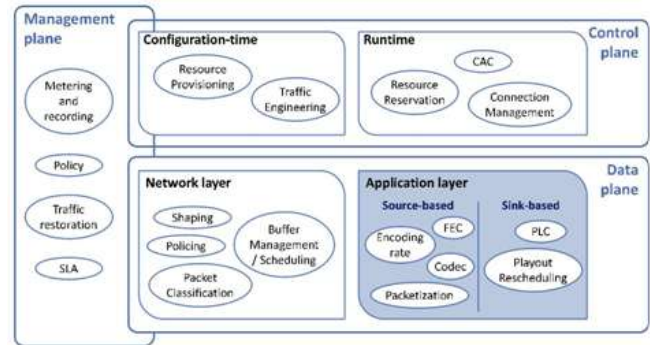 Management
plane
Metering
and
recording
Policy
Traffic
restoration
SLA
Control
plane
Configuration-time
Resource
Provisioning
Traffic
Engineering
Runtime
CAC
Resource
Reservation
Connection
Management
Data
plane
Network layer
Shaping
Policing
Buffer
Management
/ Scheduling
Packet
Classification
Application layer
Source-based
FEC
Encoding
rate
Codec
Packetization
Sink-based
PLC
Playout
Rescheduling